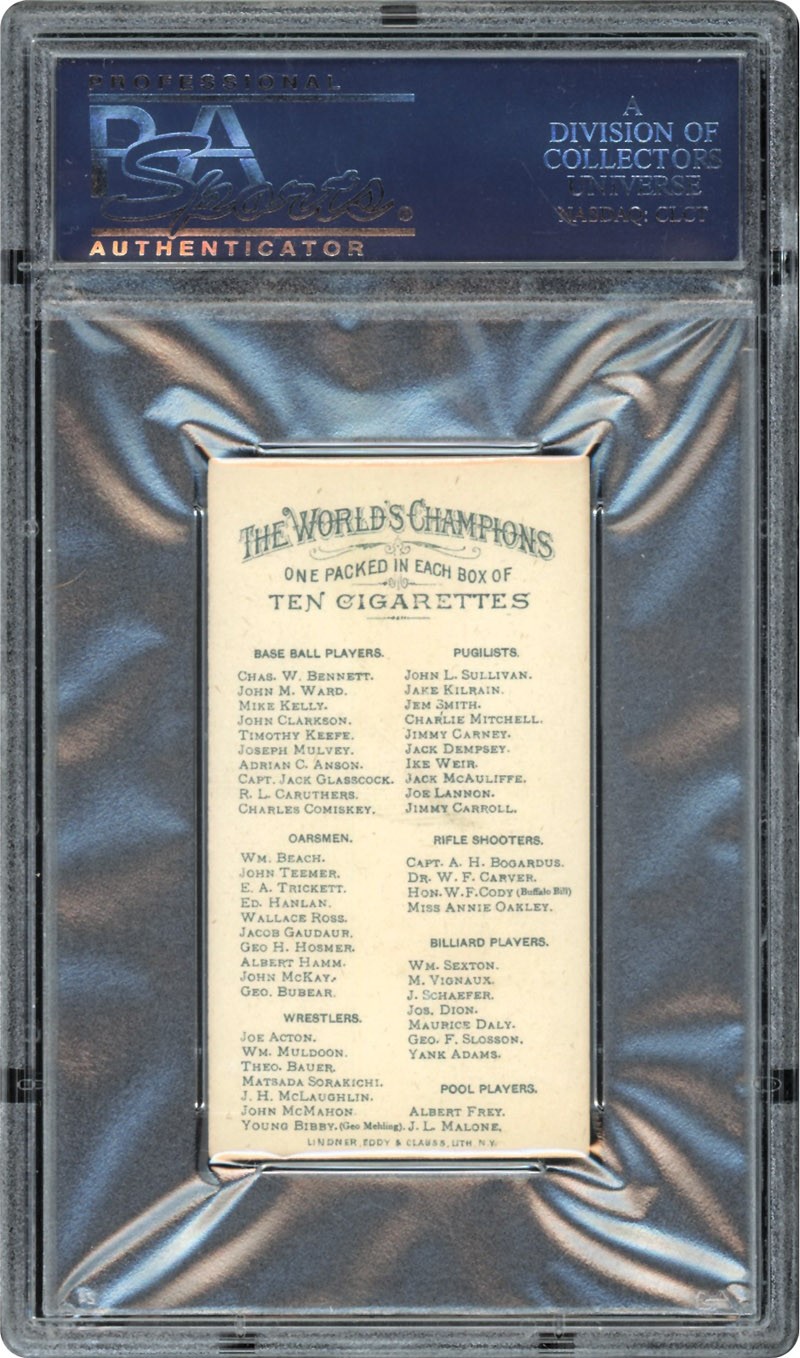 PROFESSIONAL
PSA
Sports®
AUTHENTICATOR
A
DIVISION OF
COLLECTORS
UNIVERSE
NASDAQ: CLCT
THE WORLD'S CHAMPIONS
ONE PACKED IN EACH BOX OF
TEN CIGARETTES
BASE BALL PLAYERS.
CHAS. W. BENNETT.
JOHN M. WARD.
MIKE KELLY.
JOHN CLARKSON.
TIMOTHY KEEFE.
JOSEPH MULVEY.
ADRIAN C. ANSON.
CAPT. JACK GLASSCOCK.
R. L. CARUTHERS.
CHARLES COMISKEY.
OARSMEN.
WM. BEACH.
JOHN TEEMER.
E. A. TRICKETT.
ED. HANLAN.
WALLACE ROSS.
JACOB GAUDAUR.
GEO H. HOSMER.
ALBERT HAMM.
JOHN MCKAY.
GEO. BUBEAR.
WRESTLERS.
JOE ACTON.
WM. MULDOON.
THEO. BAUER.
MATSADA SORAKICHI.
J. H. MCLAUGHLIN.
JOHN MCMAHON.
YOUNG BIBBY. (Geo Mehling).
PUGILISTS.
JOHN L. SULLIVAN.
JAKE KILRAIN.
JEM SMITH.
CHARLIE MITCHELL.
JIMMY CARNEY.
JACK DEMPSEY.
IKE WEIR.
JACK MCAULIFFE.
JOE LANNON.
JIMMY CARROLL.
RIFLE SHOOTERS.
CAPT. A. H. BOGARDUS.
DR. W. F. CARVER.
HON. W. F. CODY (Buffalo Bill)
MISS ANNIE OAKLEY.
BILLIARD PLAYERS.
WM. SEXTON.
M. VIGNAUX.
J. SCHAEFER.
JOS. DION.
MAURICE DALY.
GEO. F. SLOSSON.
YANK ADAMS.
POOL PLAYERS.
ALBERT FREY.
J. L. MALONE.
LINDNER, EDDY & CLAUSS, LITH. N.Y.